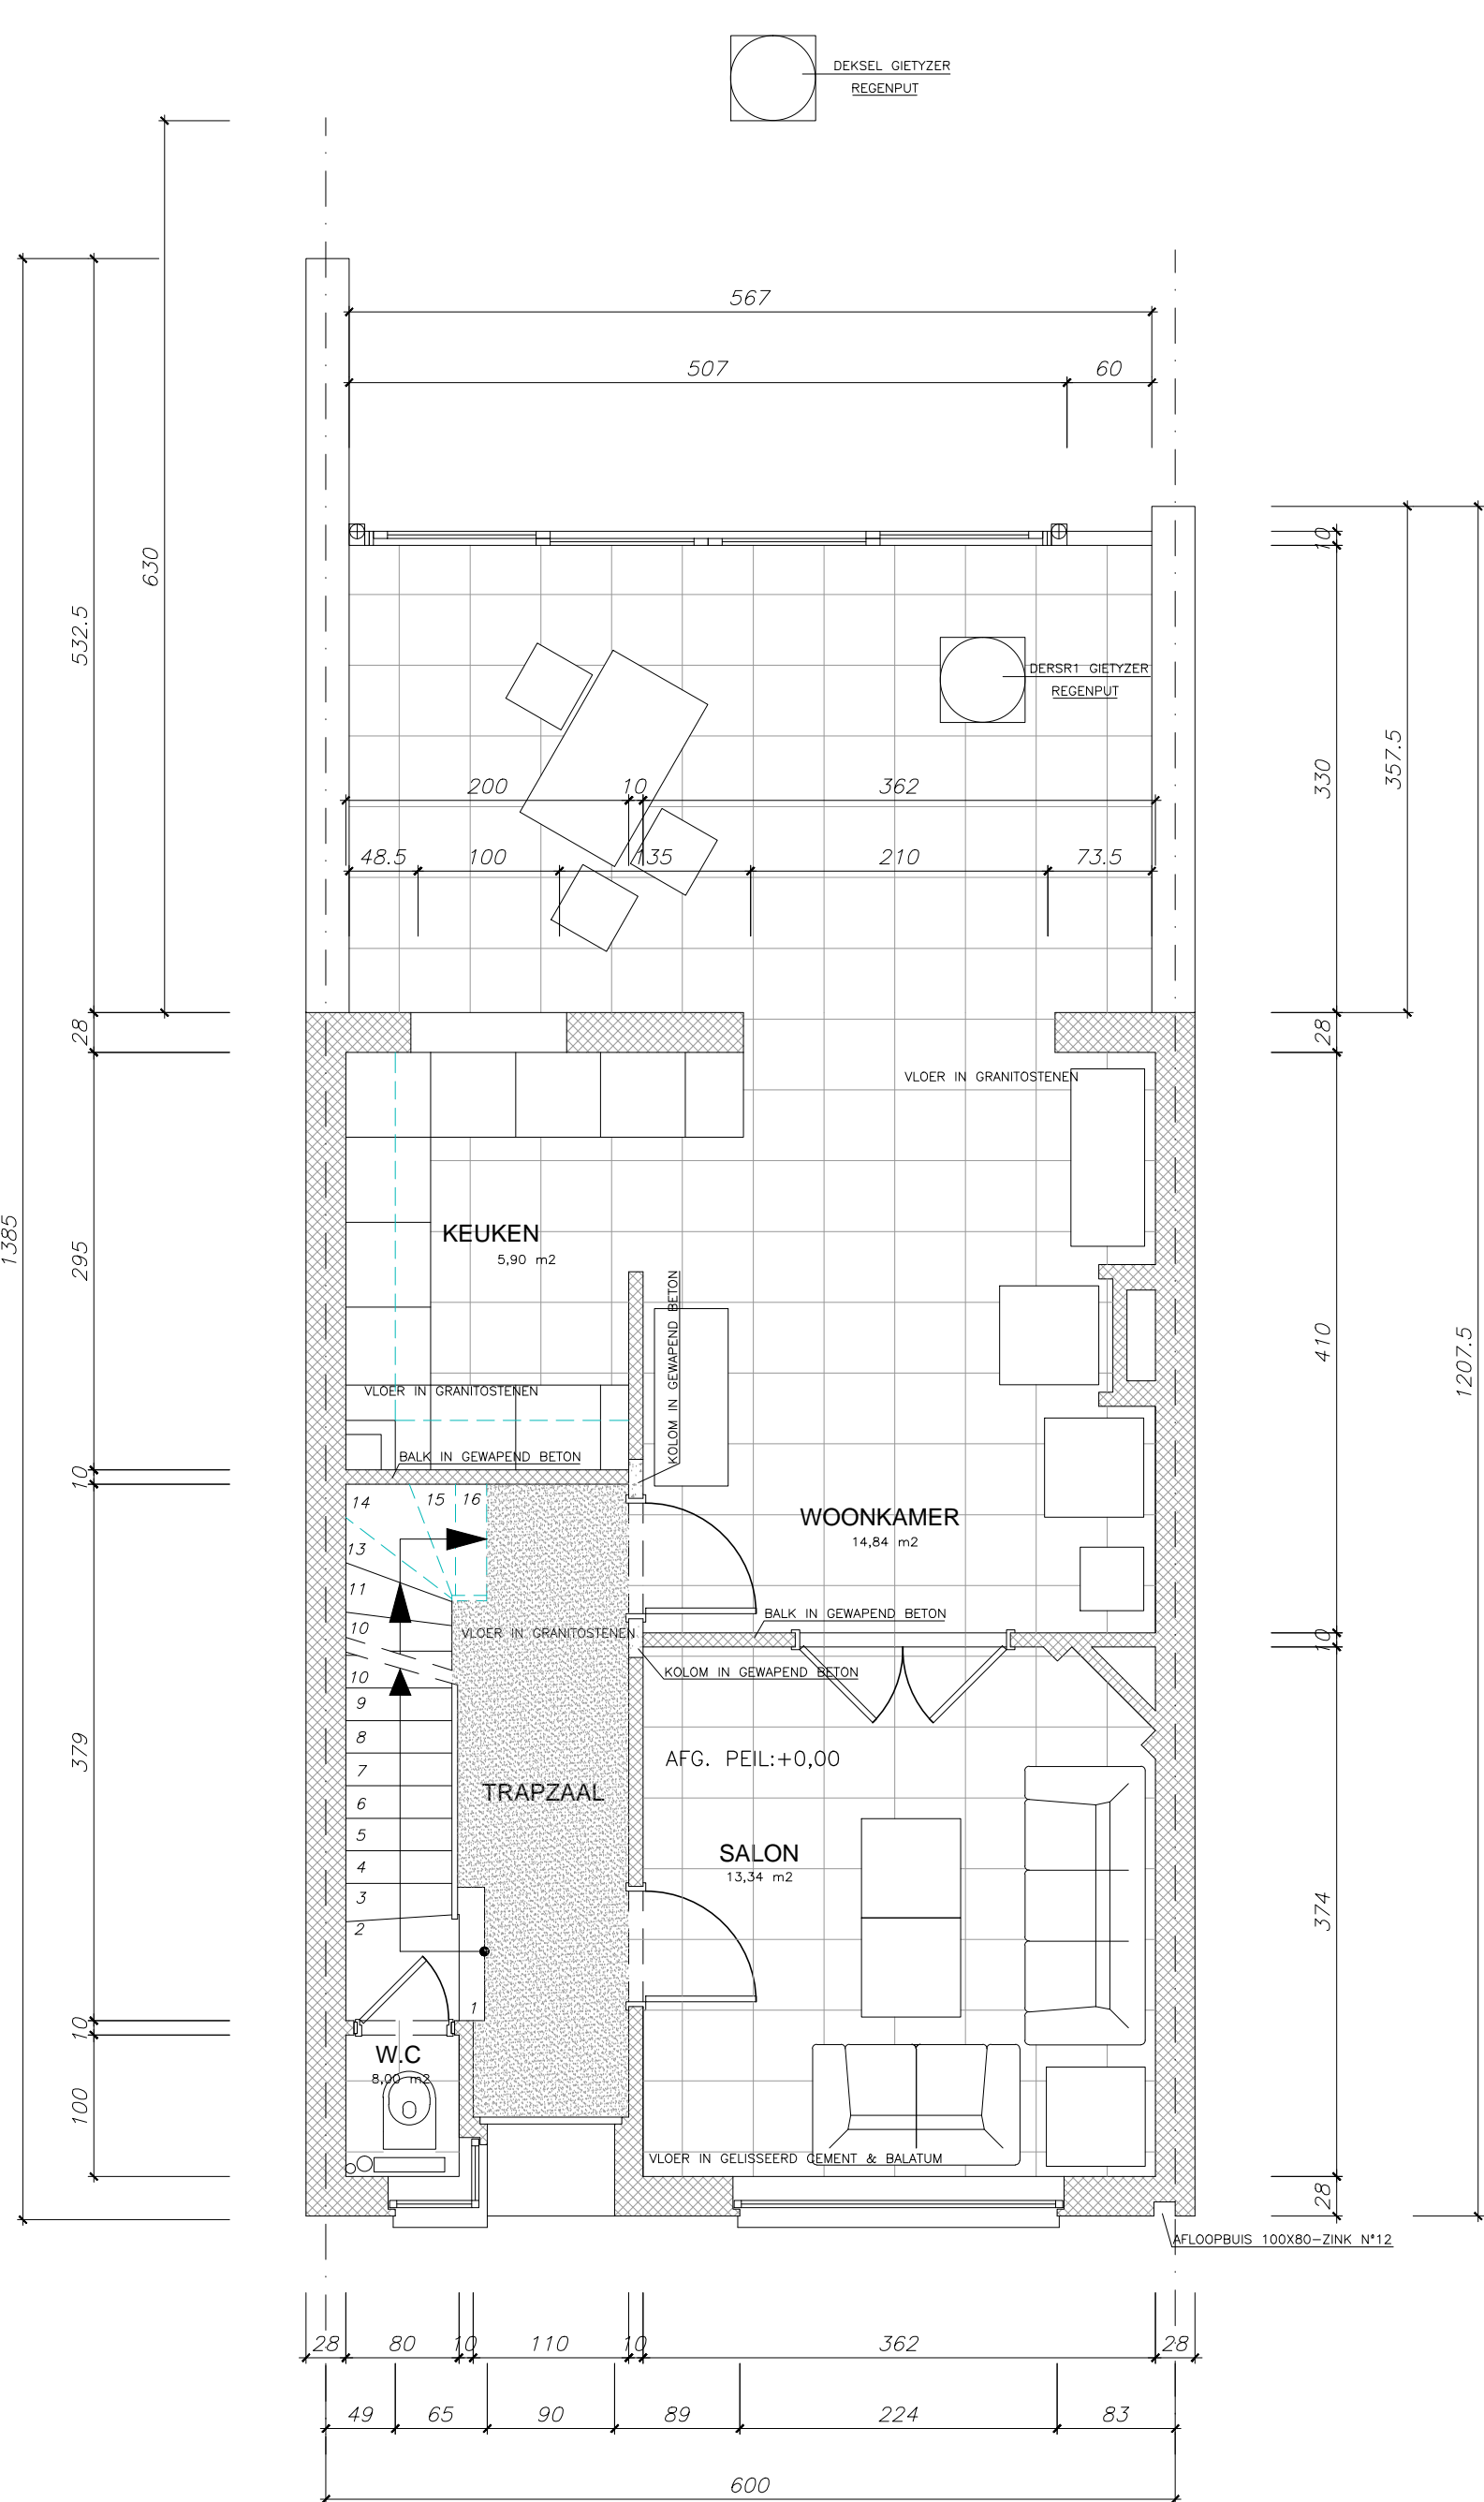 DEKSEL GIETYZER
REGENPUT
567
507 60
10
630
532.5
DERSR1 GIETYZER
REGENPUT
330
357.5
200 10 362
48.5 100 135 210 73.5
28
28
VLOER IN GRANITOSTENEN
1385
295
KEUKEN
5,90 m2
KOLOM IN GEWAPEND BETON
410
1207.5
VLOER IN GRANITOSTENEN
BALK IN GEWAPEND BETON
10
14 15 16
WOONKAMER
14,84 m2
13
11
10
BALK IN GEWAPEND BETON
VLOER IN GRANITOSTENEN
10
KOLOM IN GEWAPEND BETON
10
9
8
379
AFG. PEIL:+0,00
7
TRAPZAAL
6
5
SALON
13,34 m2
4
3
374
2
1
10
W.C
8,00 m2
100
VLOER IN GELISSEERD CEMENT & BALATUM
28
AFLOOPBUIS 100X80-ZINK N°12
28 80 10 110 10 362 28
49 65 90 89 224 83
600